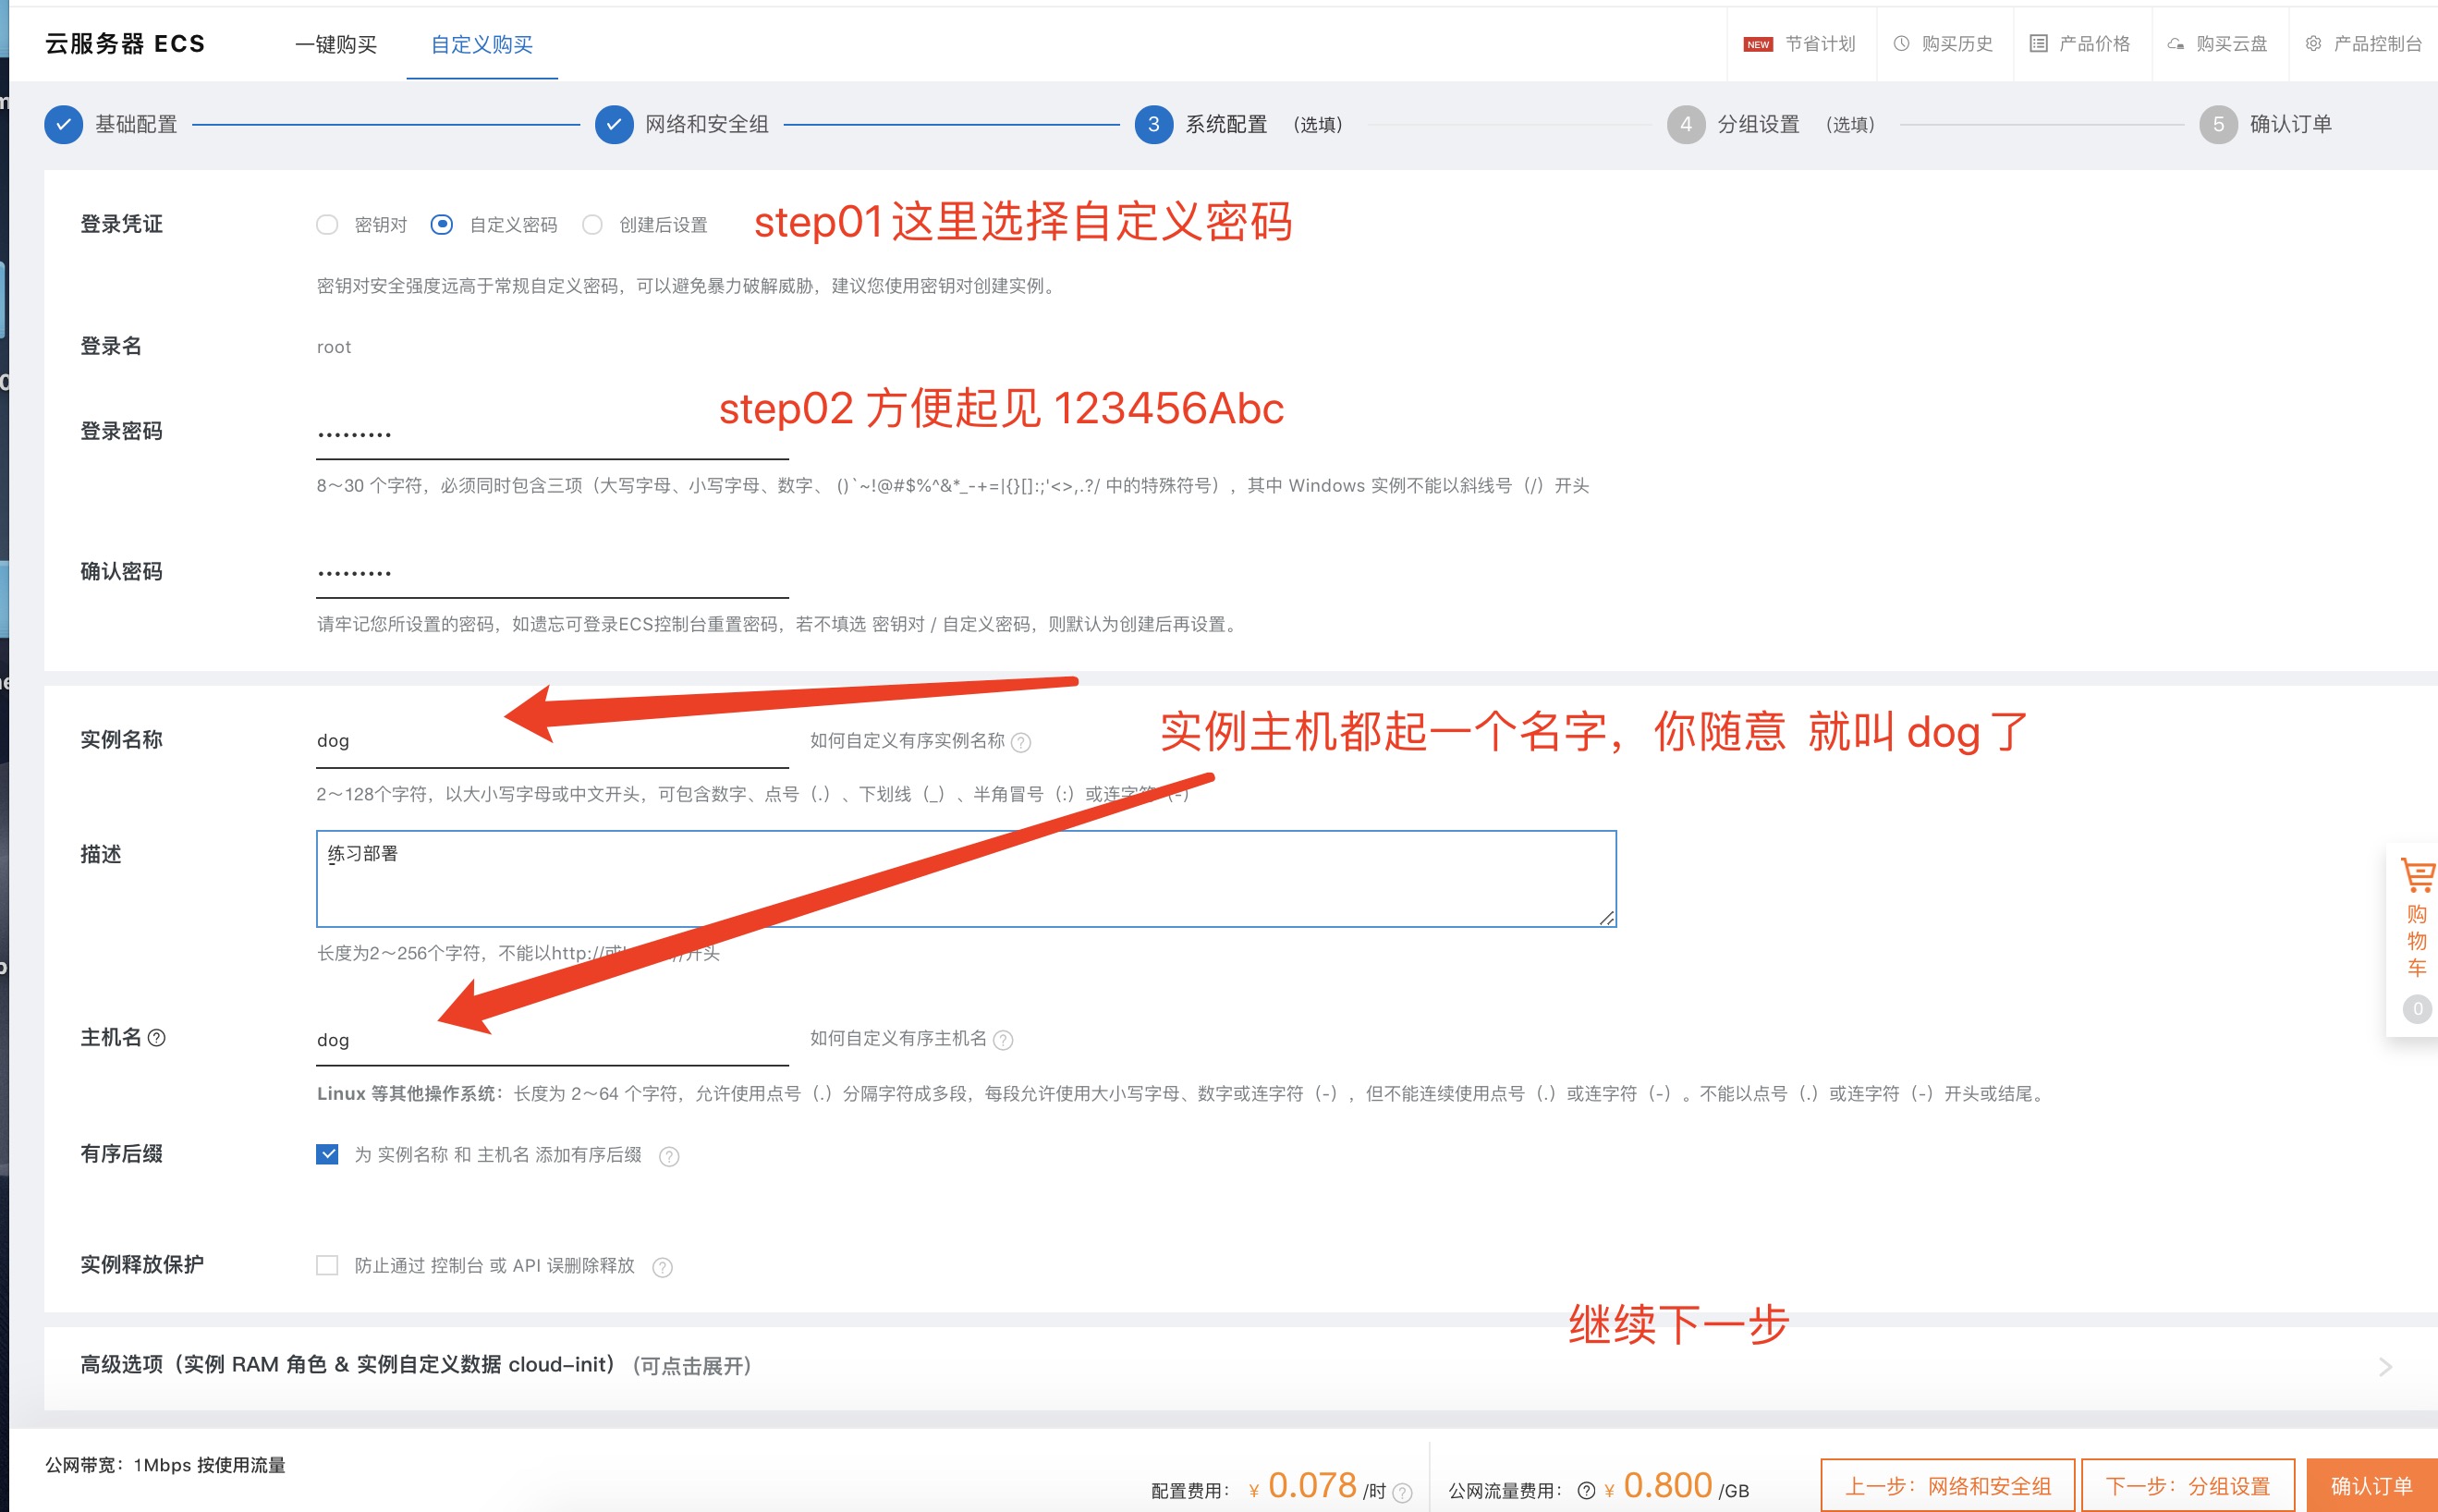 云服务器 ECS
一键购买
自定义购买
NEW 节省计划
购买历史
产品价格
购买云盘
产品控制台
基础配置
网络和安全组
3 系统配置 （选填）
4 分组设置 （选填）
5 确认订单
登录凭证
密钥对
自定义密码
创建后设置
step01 这里选择自定义密码
密钥对安全强度远高于常规自定义密码，可以避免暴力破解威胁，建议您使用密钥对创建实例。
登录名
root
step02 方便起见 123456Abc
登录密码
•••••••••
8～30 个字符，必须同时包含三项（大写字母、小写字母、数字、 ()`~!@#$%^&*_-+=|{}[]:;'<>,.?/ 中的特殊符号），其中 Windows 实例不能以斜线号（/）开头
确认密码
•••••••••
请牢记您所设置的密码，如遗忘可登录ECS控制台重置密码，若不填选 密钥对 / 自定义密码，则默认为创建后再设置。
实例主机都起一个名字，你随意 就叫 dog 了
实例名称
dog
如何自定义有序实例名称 ?
2～128个字符，以大小写字母或中文开头，可包含数字、点号（.）、下划线（_）、半角冒号（:）或连字符（-）
描述
练习部署
长度为2～256个字符，不能以http://或 //开头
主机名 ?
dog
如何自定义有序主机名 ?
Linux 等其他操作系统：长度为 2～64 个字符，允许使用点号（.）分隔字符成多段，每段允许使用大小写字母、数字或连字符（-），但不能连续使用点号（.）或连字符（-）。不能以点号（.）或连字符（-）开头或结尾。
有序后缀
为 实例名称 和 主机名 添加有序后缀 ?
实例释放保护
防止通过 控制台 或 API 误删除释放 ?
继续下一步
高级选项（实例 RAM 角色 & 实例自定义数据 cloud-init）（可点击展开）
购物车
0
公网带宽：1Mbps 按使用流量
配置费用： ¥ 0.078 /时 ?
公网流量费用： ? ¥ 0.800 /GB
上一步：网络和安全组
下一步：分组设置
确认订单